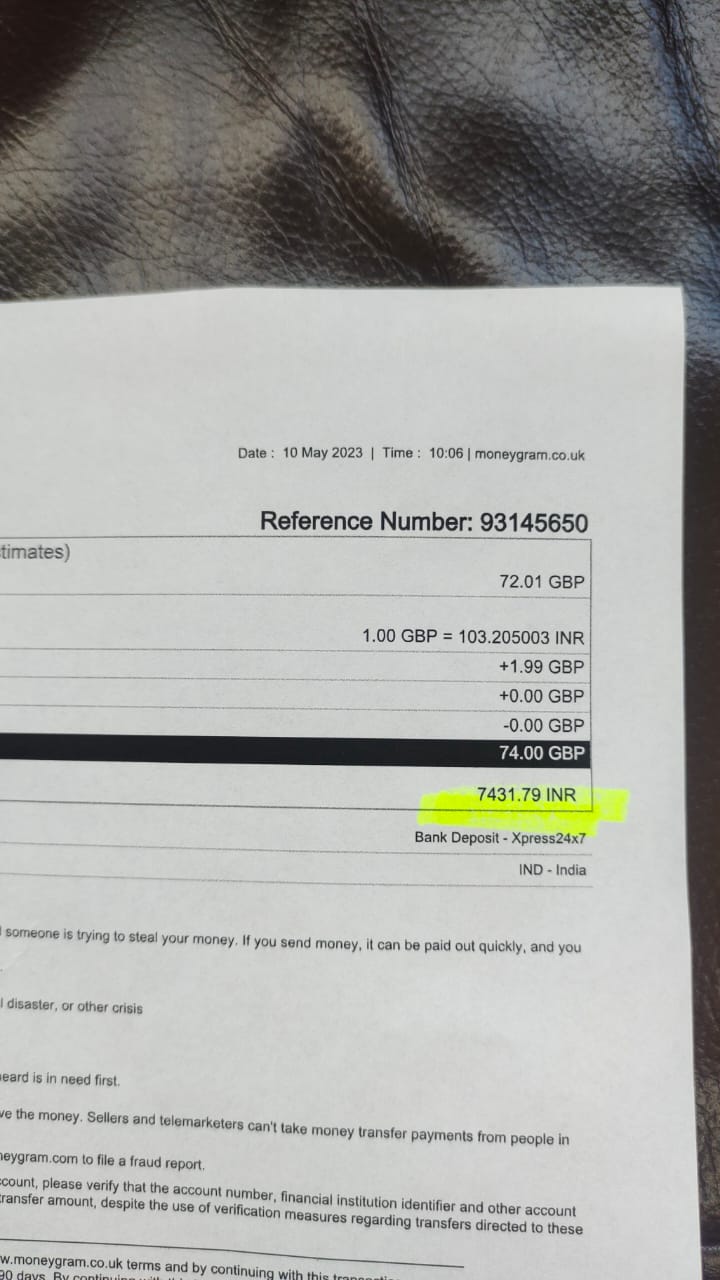 Date : 10 May 2023 | Time : 10:06 | moneygram.co.uk
Reference Number: 93145650
timates)
72.01 GBP
1.00 GBP = 103.205003 INR
+1.99 GBP
+0.00 GBP
-0.00 GBP
74.00 GBP
7431.79 INR
Bank Deposit - Xpress24x7
IND - India
someone is trying to steal your money. If you send money, it can be paid out quickly, and you
l disaster, or other crisis
eard is in need first.
ve the money. Sellers and telemarketers can't take money transfer payments from people in
neygram.com to file a fraud report.
ccount, please verify that the account number, financial institution identifier and other account
ransfer amount, despite the use of verification measures regarding transfers directed to these
w.moneygram.co.uk terms and by continuing with this
90 days. By